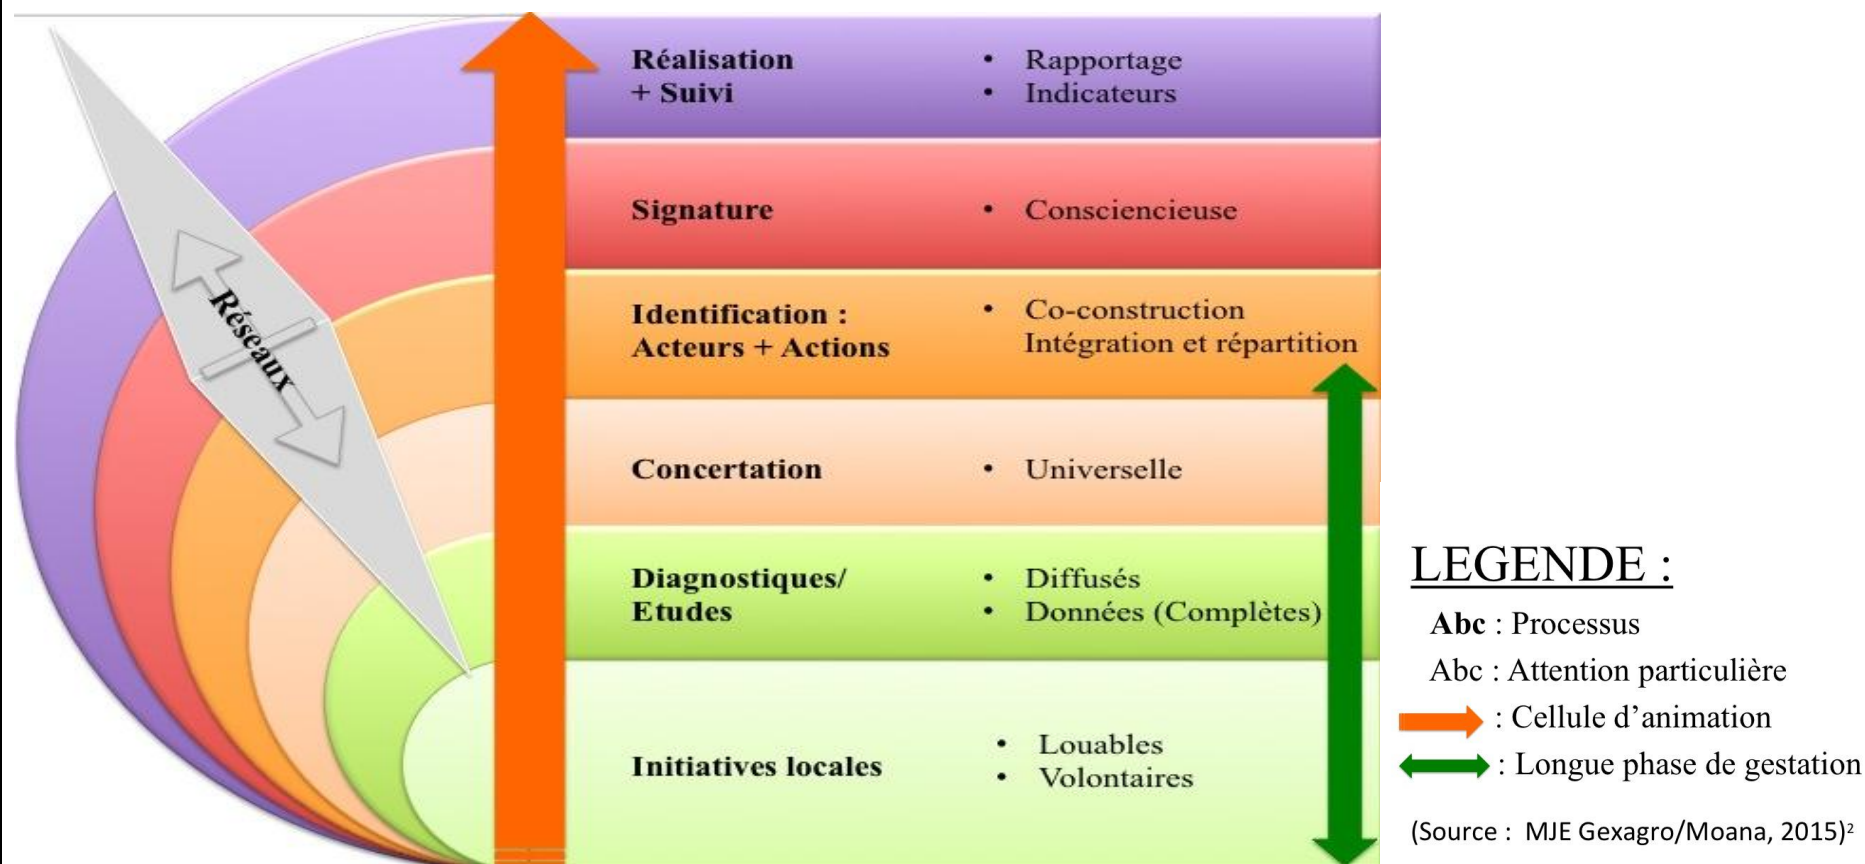 Réalisation
+ Suivi
• Rapportage
• Indicateurs
Signature
• Consciencieuse
Identification :
Acteurs + Actions
• Co-construction
Intégration et répartition
Concertation
• Universelle
Diagnostiques/
Etudes
• Diffusés
• Données (Complètes)
Initiatives locales
• Louables
• Volontaires
Réseaux
LEGENDE :
Abc : Processus
Abc : Attention particulière
: Cellule d’animation
: Longue phase de gestation
(Source : MJE Gexagro/Moana, 2015)²